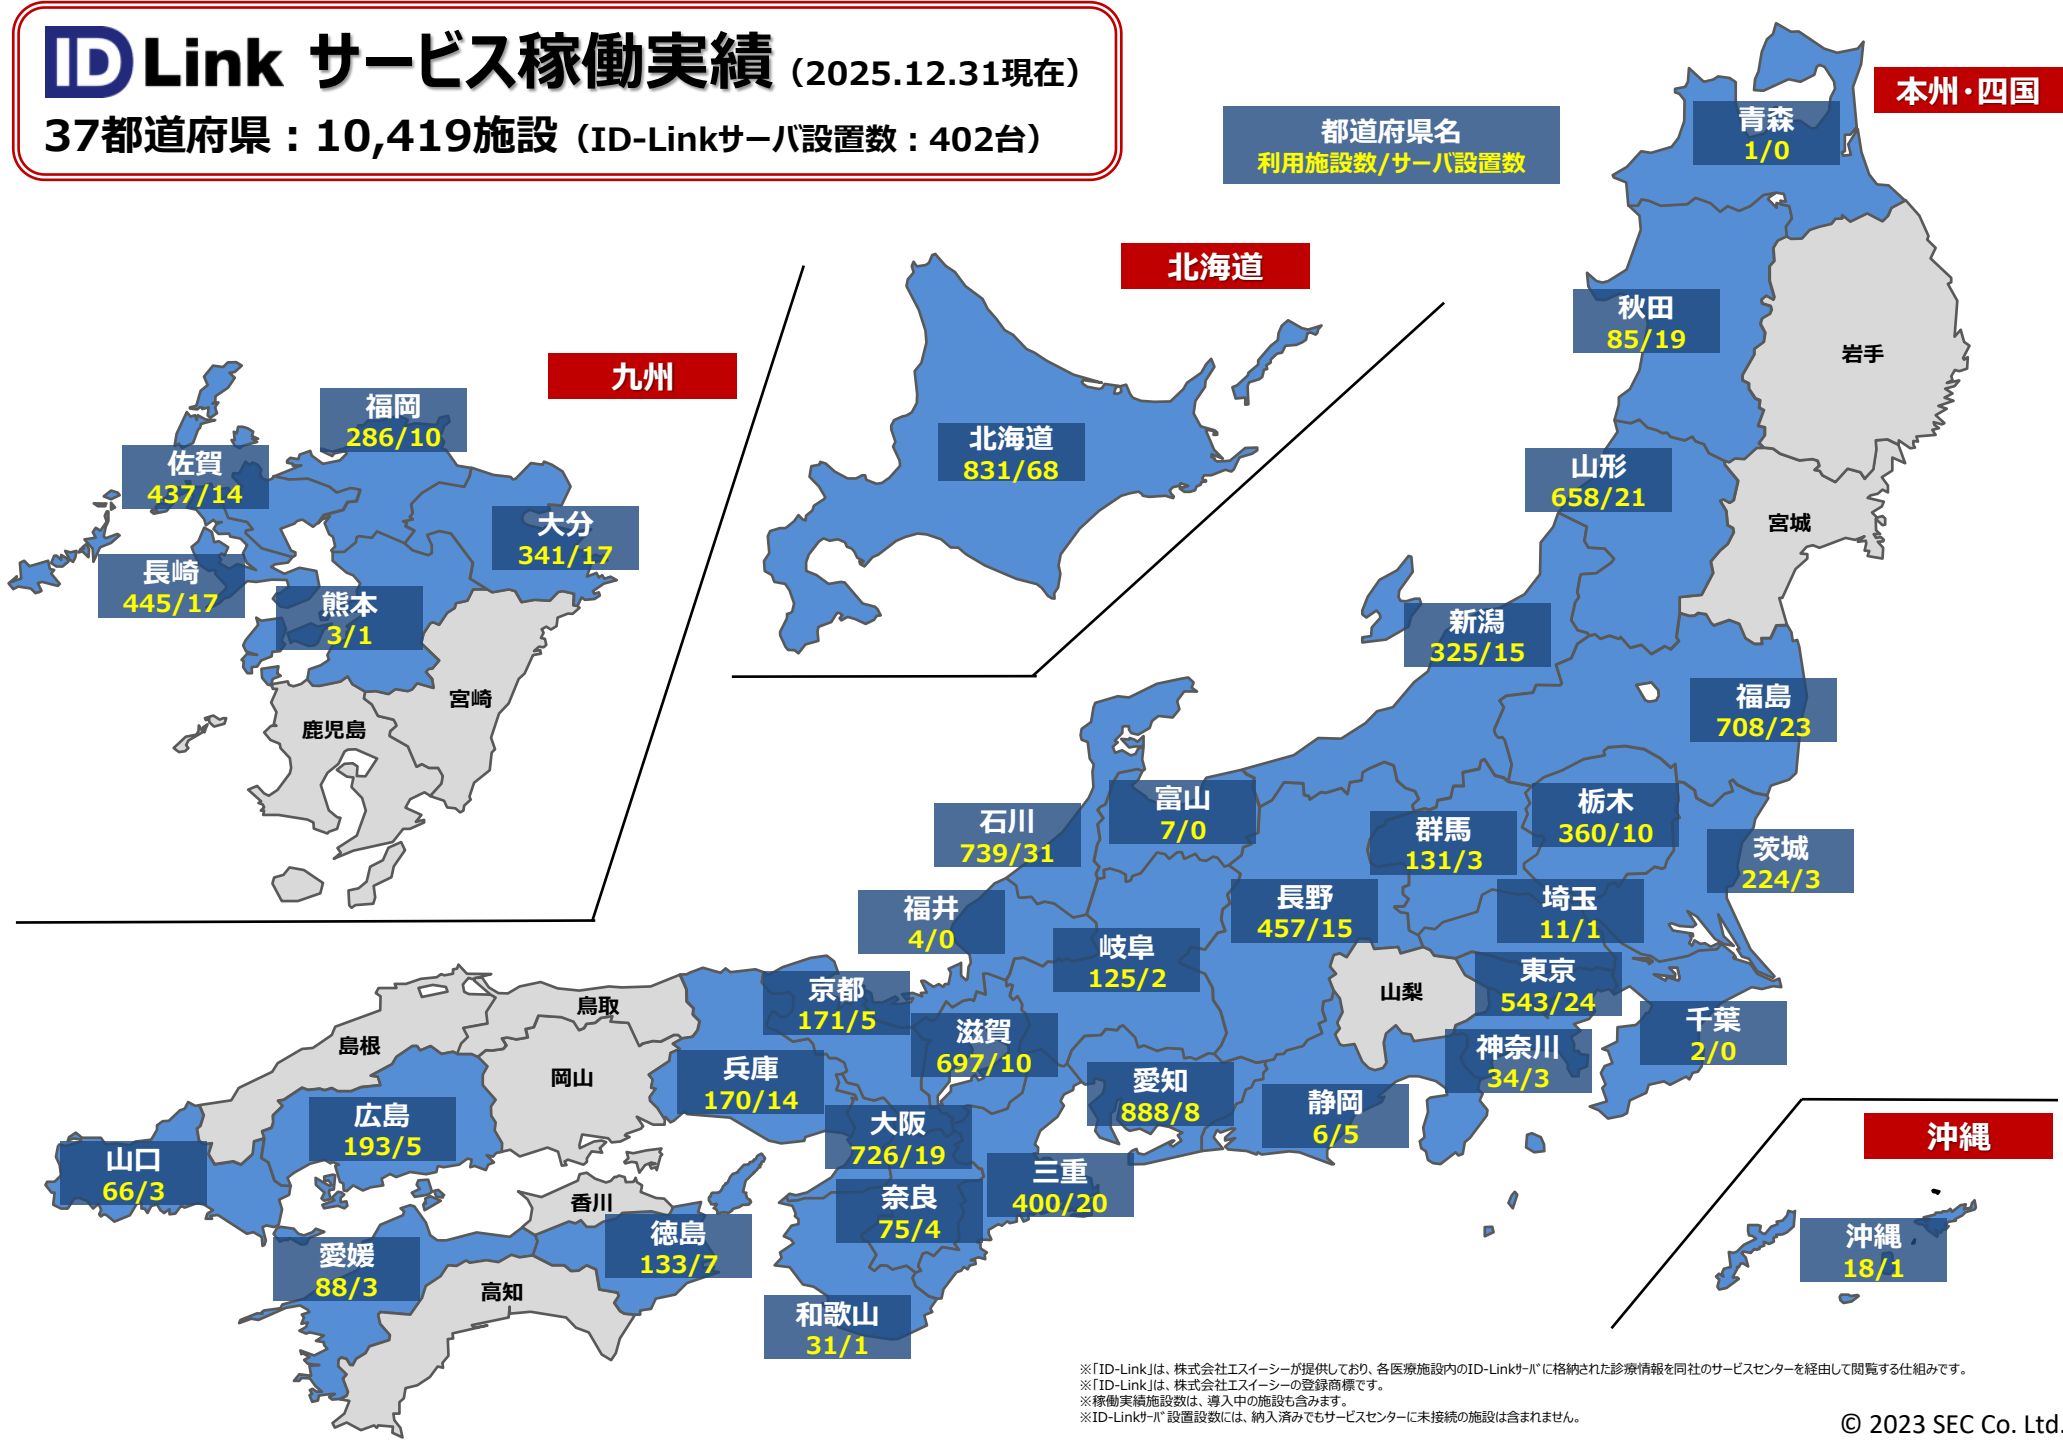 ID Link サービス稼働実績（2025.12.31現在）
37都道府県：10,419施設（ID-Linkサーバ設置数：402台）
都道府県名
利用施設数/サーバ設置数
本州・四国
青森
1/0
秋田
85/19
岩手
山形
658/21
宮城
新潟
325/15
福島
708/23
北海道
北海道
831/68
九州
福岡
286/10
佐賀
437/14
大分
341/17
長崎
445/17
熊本
3/1
宮崎
鹿児島
富山
7/0
石川
739/31
栃木
360/10
群馬
131/3
茨城
224/3
福井
4/0
長野
457/15
埼玉
11/1
岐阜
125/2
東京
543/24
山梨
京都
171/5
滋賀
697/10
千葉
2/0
神奈川
34/3
鳥取
島根
岡山
兵庫
170/14
愛知
888/8
静岡
6/5
広島
193/5
大阪
726/19
山口
66/3
三重
400/20
奈良
75/4
香川
徳島
133/7
愛媛
88/3
高知
和歌山
31/1
沖縄
沖縄
18/1
※「ID-Link」は、株式会社エスイーシーが提供しており、各医療施設内のID-Linkｻｰﾊﾞに格納された診療情報を同社のサービスセンターを経由して閲覧する仕組みです。
※「ID-Link」は、株式会社エスイーシーの登録商標です。
※稼働実績施設数は、導入中の施設も含みます。
※ID-Linkｻｰﾊﾞ設置設数には、納入済みでもサービスセンターに未接続の施設は含まれません。
© 2023 SEC Co. Ltd.